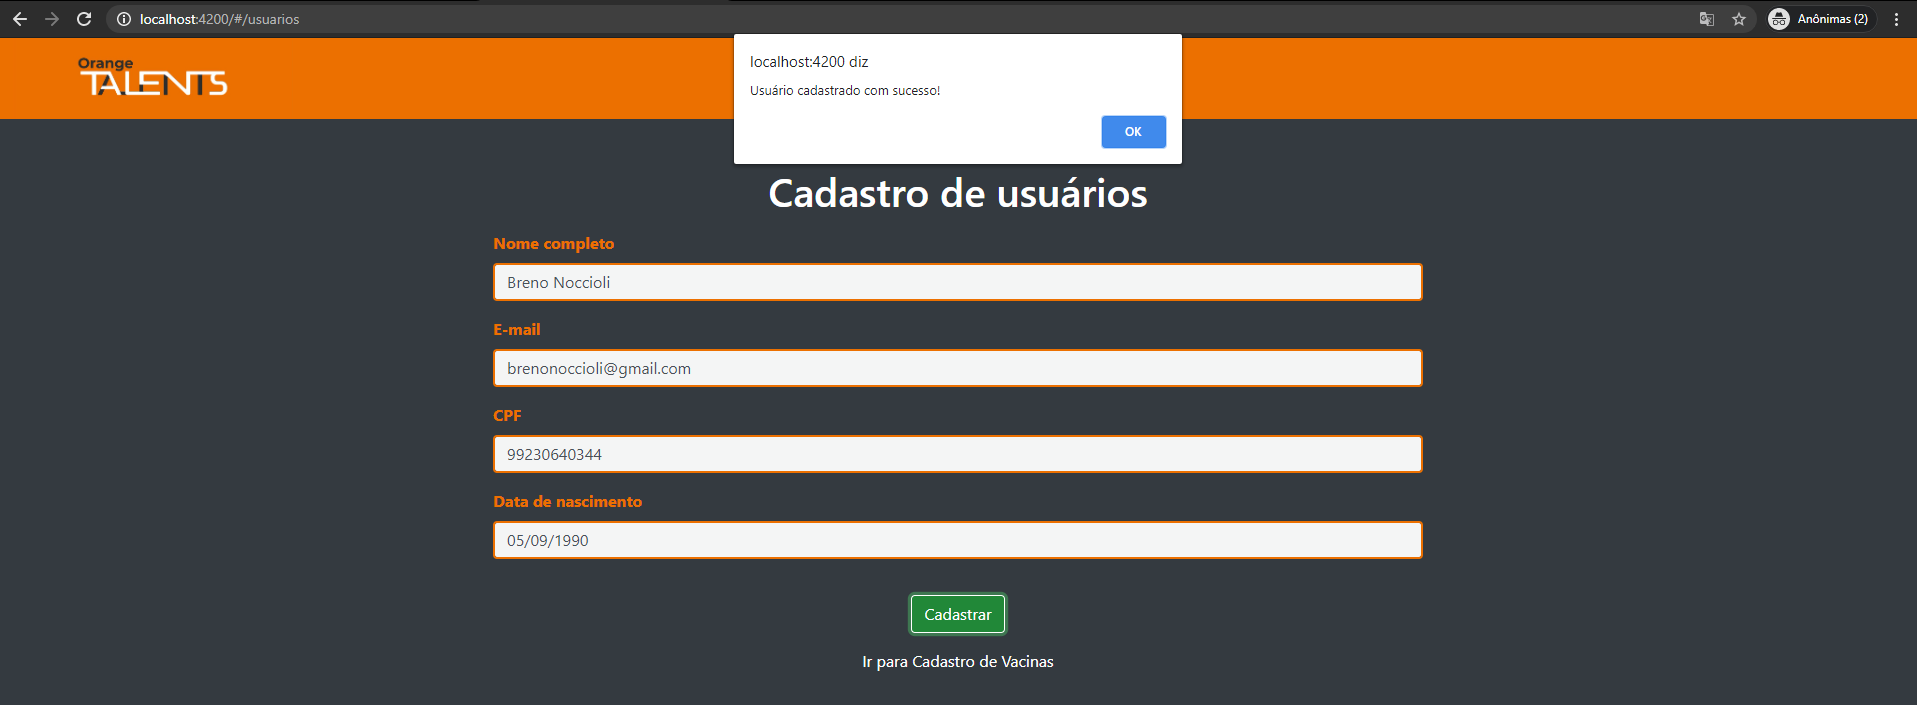 localhost:4200/#/usuarios
Anônimas (2)
Orange
TALENTS
localhost:4200 diz
Usuário cadastrado com sucesso!
OK
Cadastro de usuários
Nome completo
Breno Noccioli
E-mail
brenonoccioli@gmail.com
CPF
99230640344
Data de nascimento
05/09/1990
Cadastrar
Ir para Cadastro de Vacinas